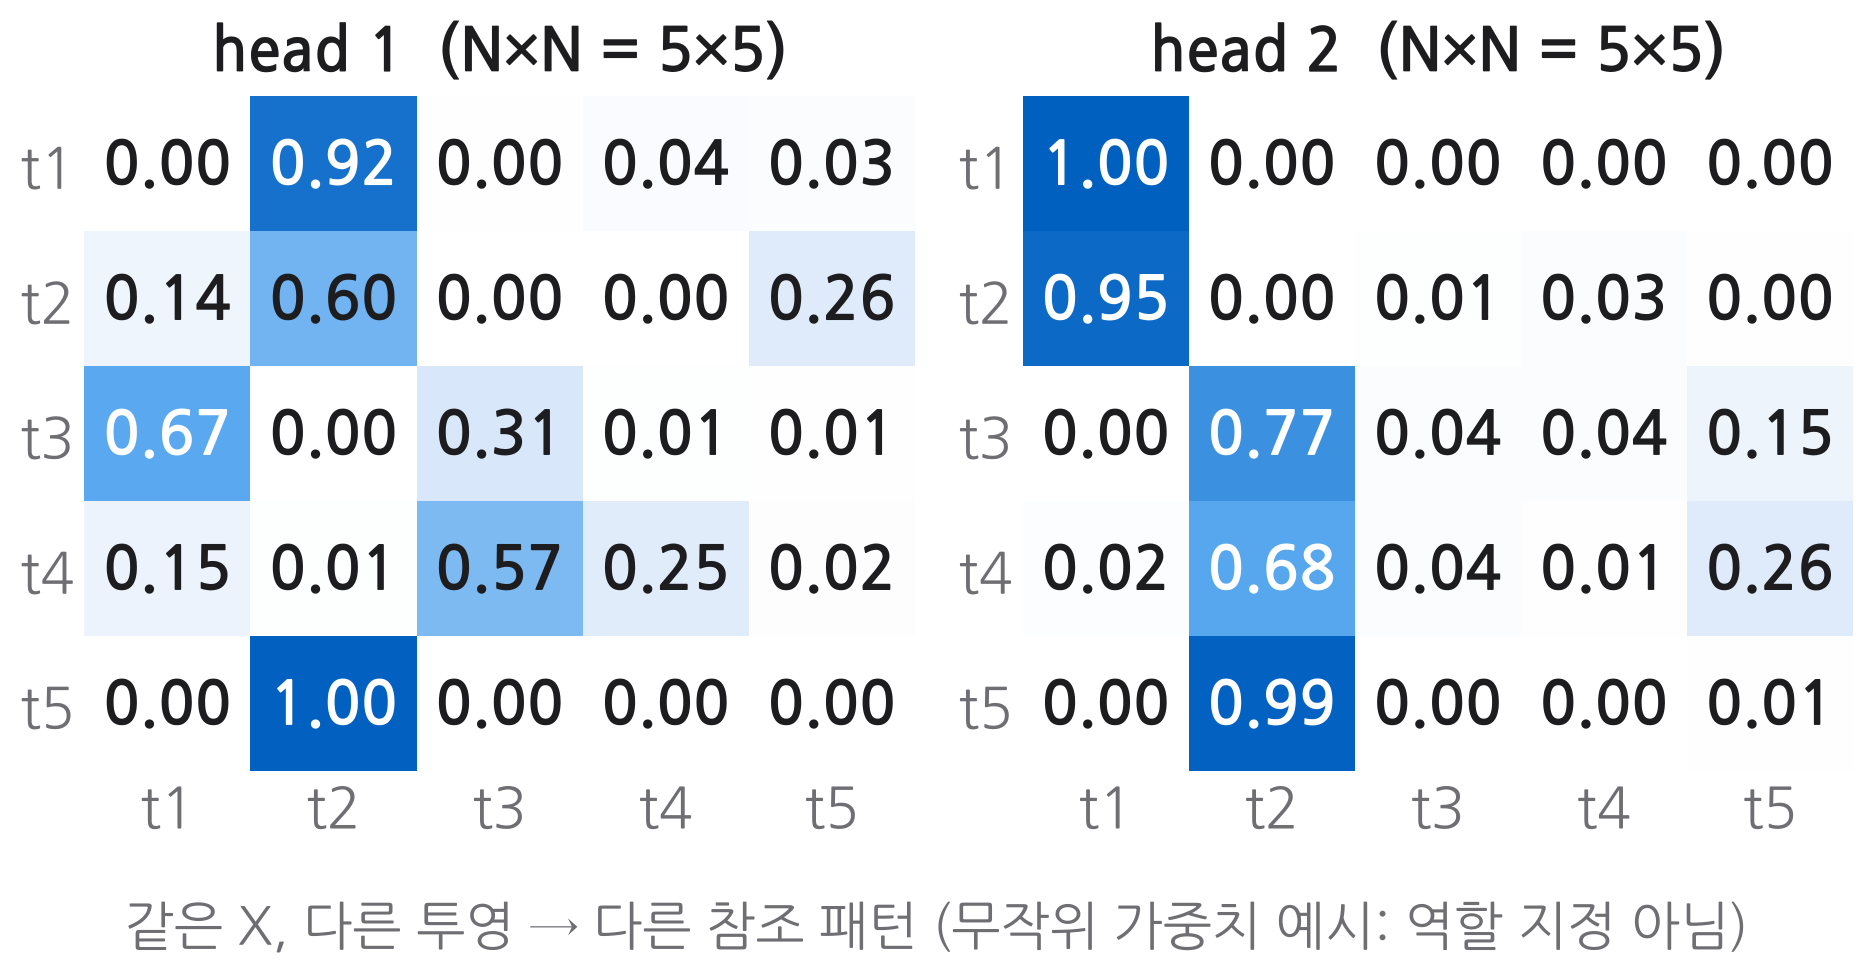 head 1 (N×N = 5×5) head 2 (N×N = 5×5)
t1 0.00 0.92 0.00 0.04 0.03 t1 1.00 0.00 0.00 0.00 0.00
t2 0.14 0.60 0.00 0.00 0.26 t2 0.95 0.00 0.01 0.03 0.00
t3 0.67 0.00 0.31 0.01 0.01 t3 0.00 0.77 0.04 0.04 0.15
t4 0.15 0.01 0.57 0.25 0.02 t4 0.02 0.68 0.04 0.01 0.26
t5 0.00 1.00 0.00 0.00 0.00 t5 0.00 0.99 0.00 0.00 0.01
t1 t2 t3 t4 t5 t1 t2 t3 t4 t5
같은 X, 다른 투영 → 다른 참조 패턴 (무작위 가중치 예시: 역할 지정 아님)